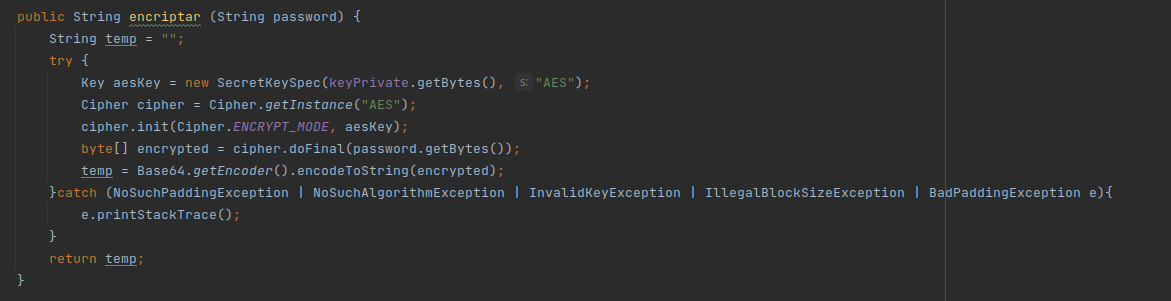 public String encriptar (String password) {
String temp = "";
try {
Key aesKey = new SecretKeySpec(keyPrivate.getBytes(), s: "AES");
Cipher cipher = Cipher.getInstance("AES");
cipher.init(Cipher.ENCRYPT_MODE, aesKey);
byte[] encrypted = cipher.doFinal(password.getBytes());
temp = Base64.getEncoder().encodeToString(encrypted);
}catch (NoSuchPaddingException | NoSuchAlgorithmException | InvalidKeyException | IllegalBlockSizeException | BadPaddingException e){
e.printStackTrace();
}
return temp;
}